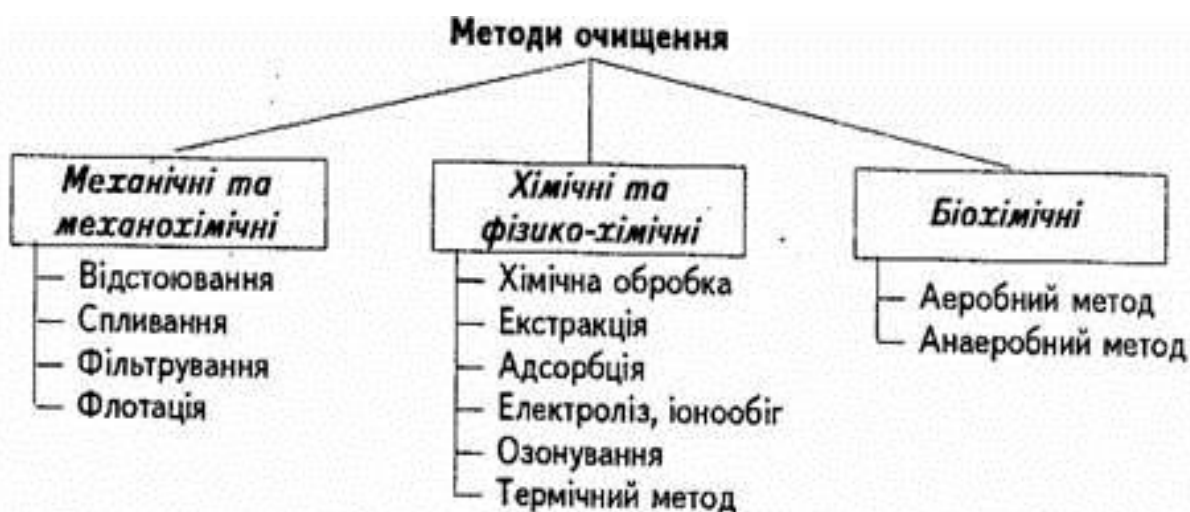 Методи очищення
Механічні та
механохімічні
Відстоювання
Спливання
Фільтрування
Флотація
Хімічні та
фізико-хімічні
Хімічна обробка
Екстракція
Адсорбція
Електроліз, іонообіг
Озонування
Термічний метод
Біохімічні
Аеробний метод
Анаеробний метод